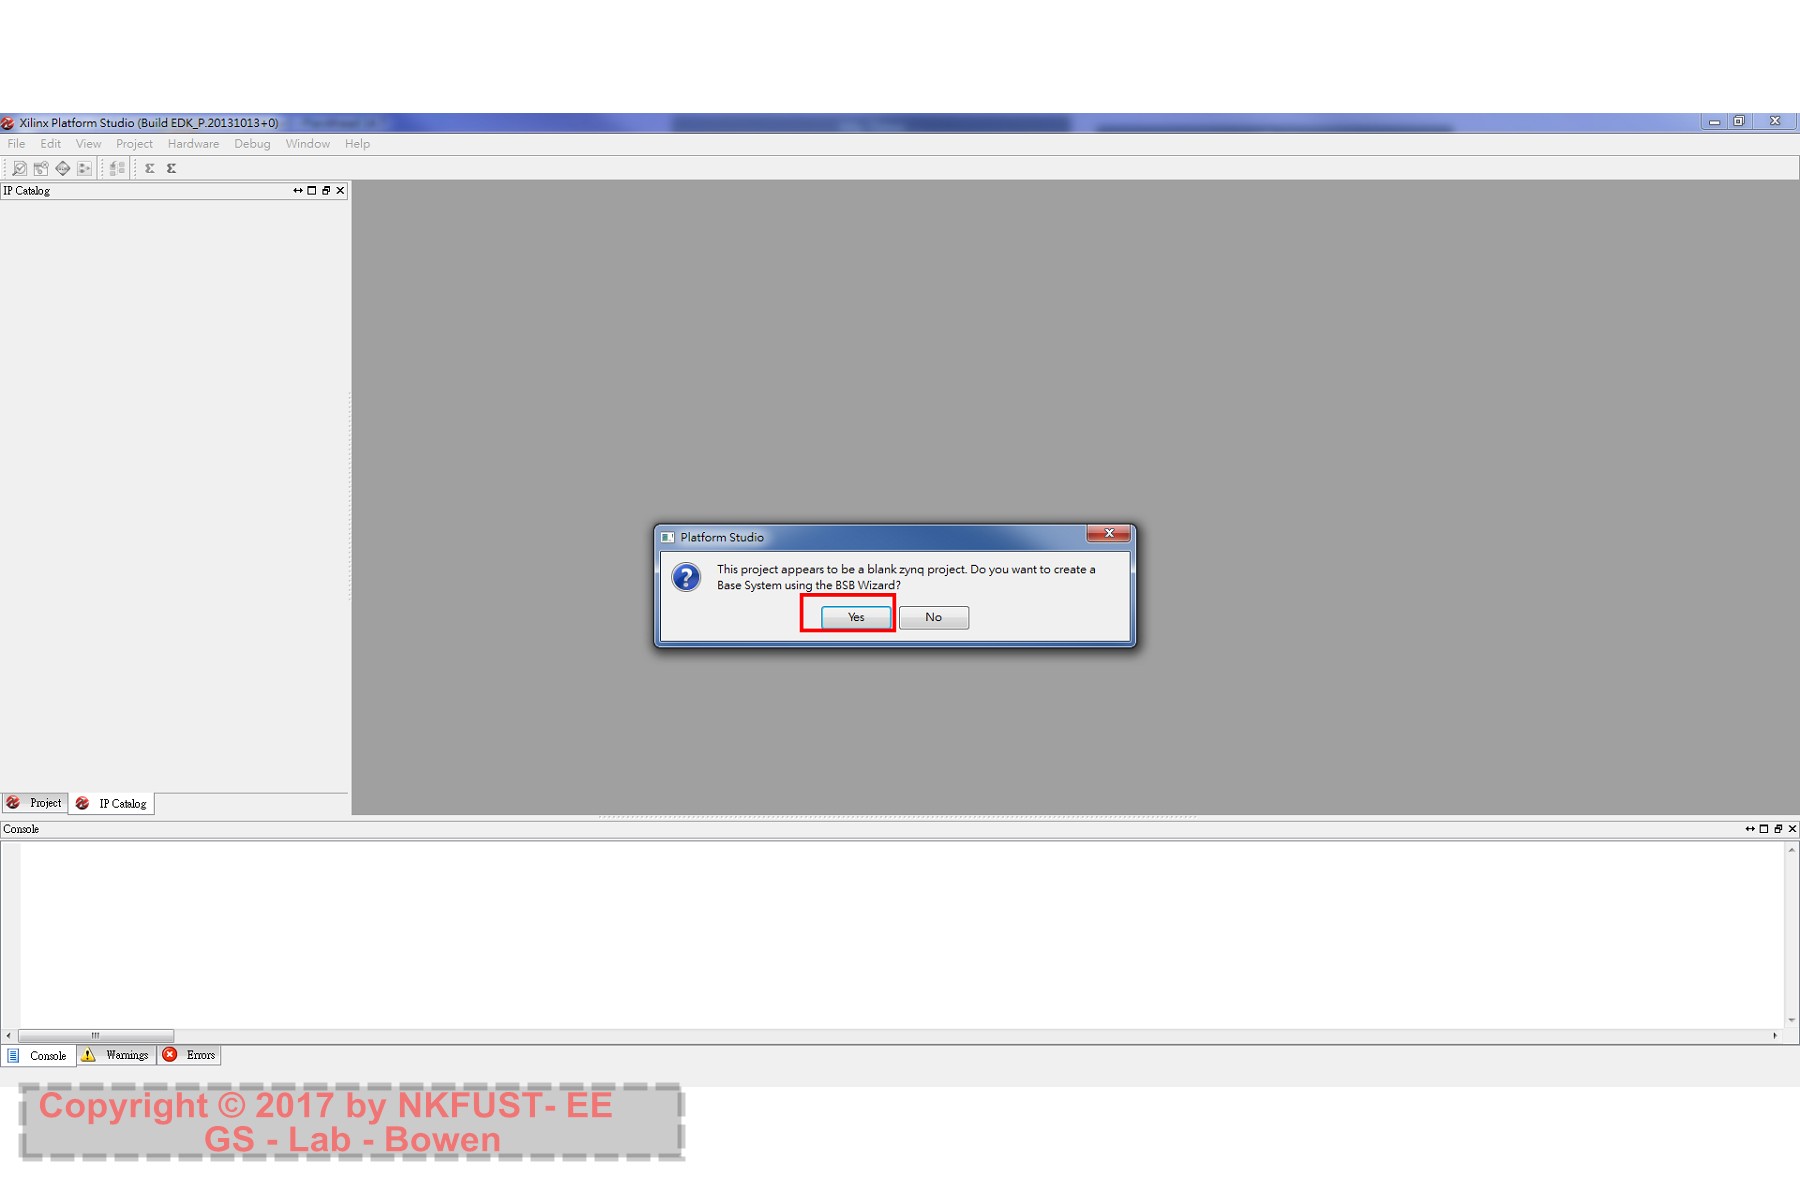 Xilinx Platform Studio (Build EDK_P.20131013+0)
File Edit View Project Hardware Debug Window Help
Σ Σ
IP Catalog
Platform Studio
This project appears to be a blank zynq project. Do you want to create a
Base System using the BSB Wizard?
Yes No
Project IP Catalog
Console
Console Warnings Errors
Copyright © 2017 by NKFUST- EE
GS - Lab - Bowen